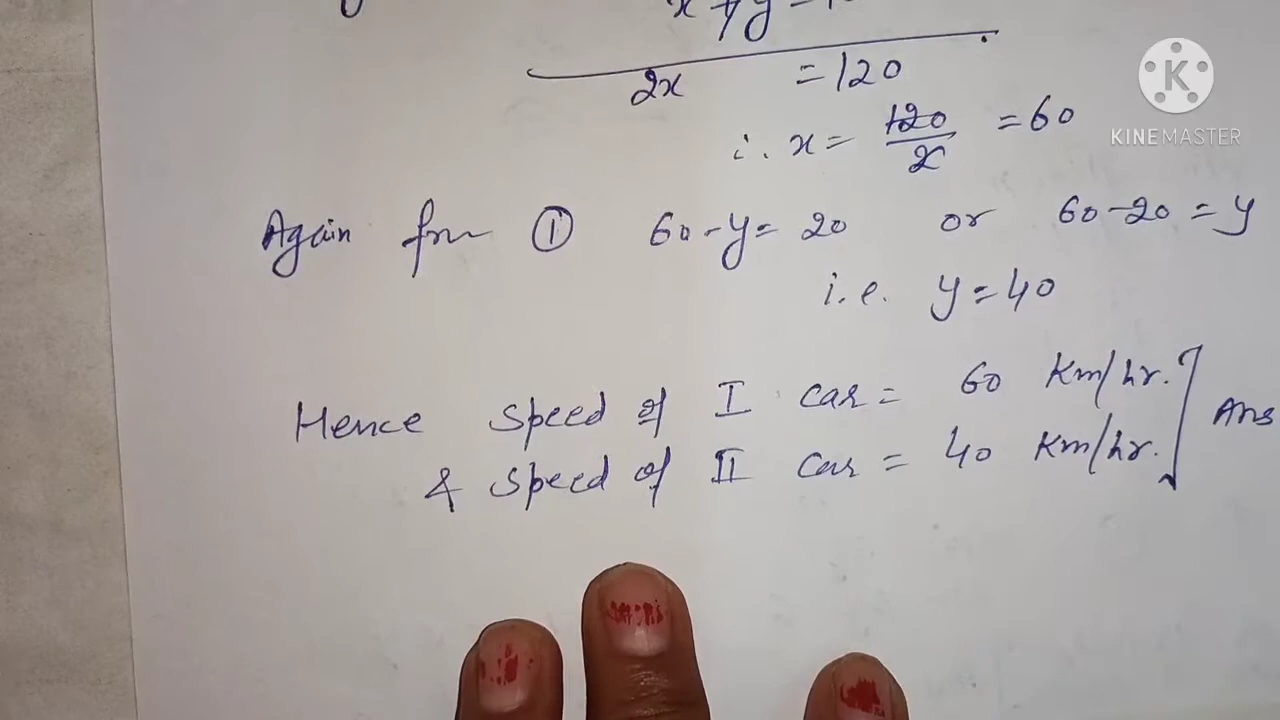 x + y = 1
2x = 120
∴ x = 120/2 = 60
KINEMASTER
Again from ① 60 - y = 20 or 60 - 20 = y
i.e. y = 40
Hence Speed of I car = 60 Km/hr.
& Speed of II car = 40 Km/hr. Ans